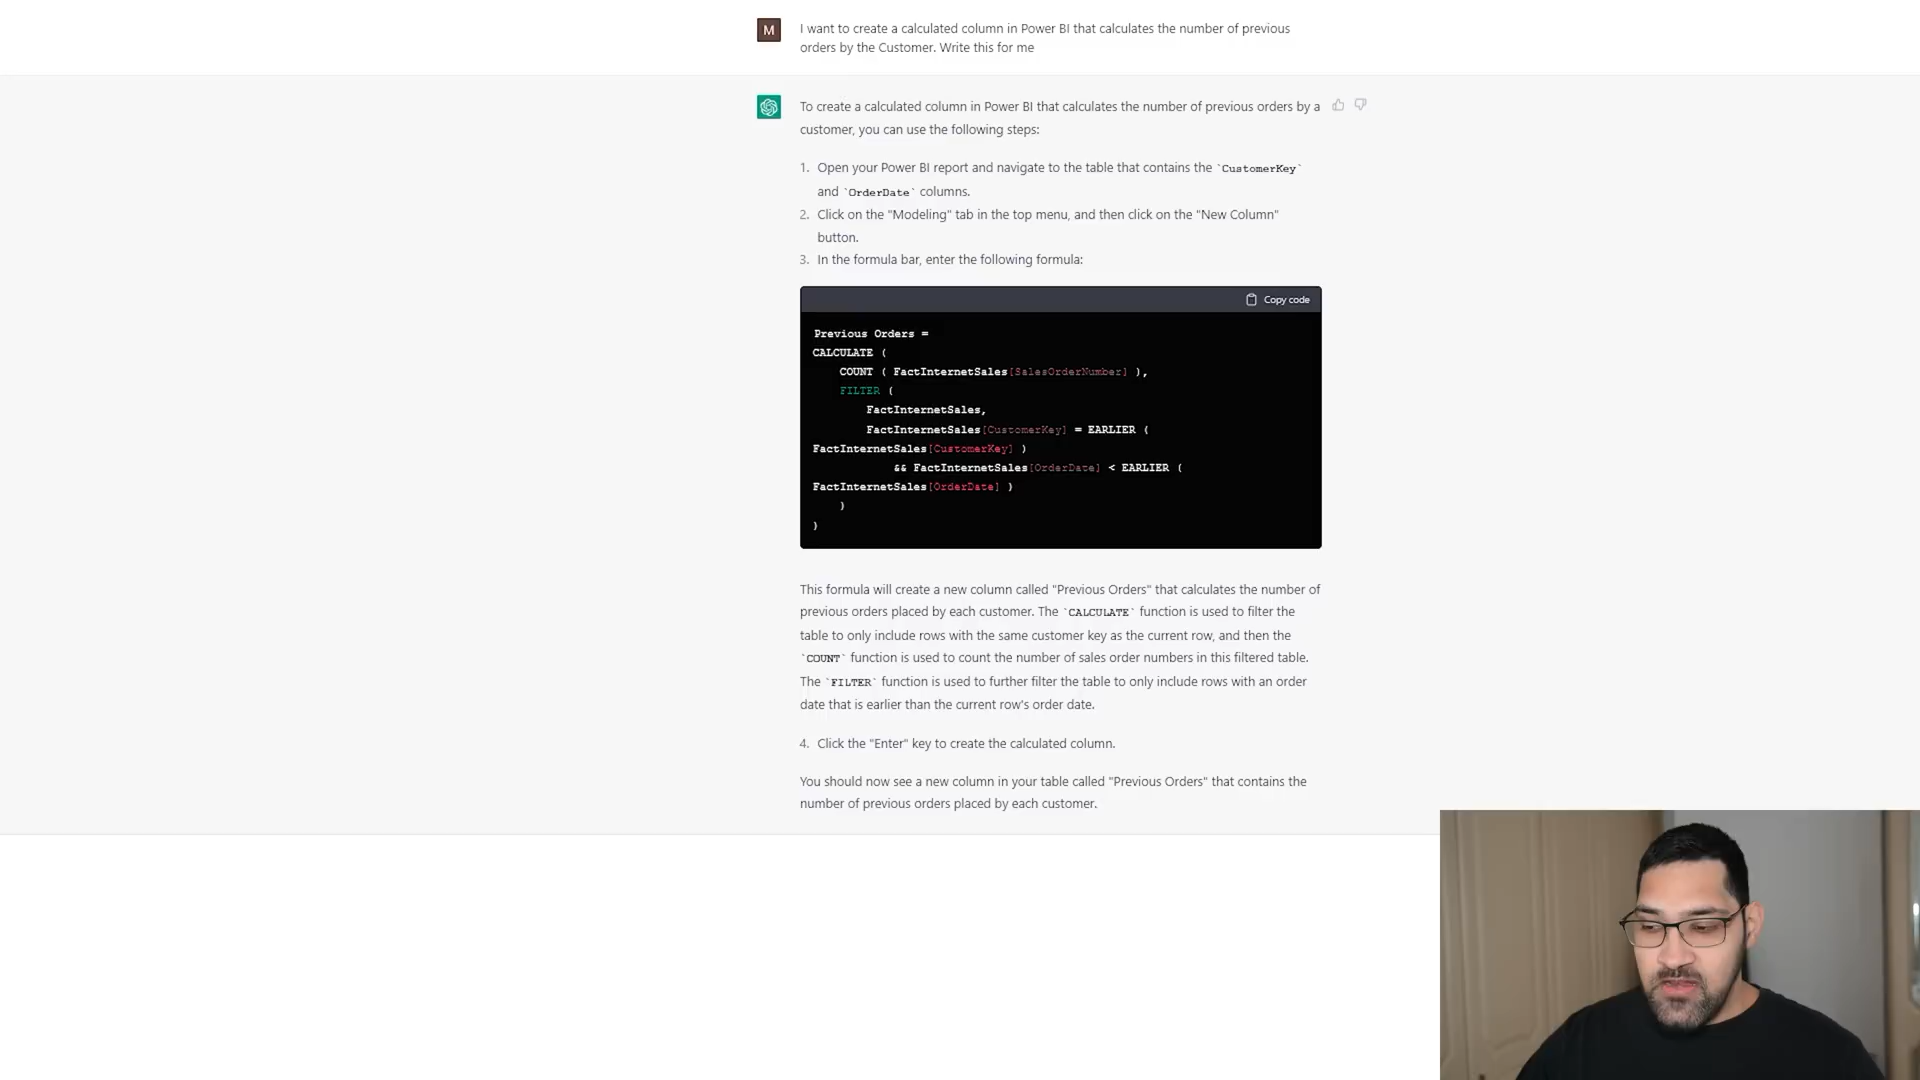 M
I want to create a calculated column in Power BI that calculates the number of previous
orders by the Customer. Write this for me
To create a calculated column in Power BI that calculates the number of previous orders by a
customer, you can use the following steps:
1. Open your Power BI report and navigate to the table that contains the `CustomerKey`
and `OrderDate` columns.
2. Click on the "Modeling" tab in the top menu, and then click on the "New Column"
button.
3. In the formula bar, enter the following formula:
Copy code
Previous Orders =
CALCULATE (
COUNT ( FactInternetSales[SalesOrderNumber] ),
FILTER (
FactInternetSales,
FactInternetSales[CustomerKey] = EARLIER (
FactInternetSales[CustomerKey] )
&& FactInternetSales[OrderDate] < EARLIER (
FactInternetSales[OrderDate] )
)
)
This formula will create a new column called "Previous Orders" that calculates the number of
previous orders placed by each customer. The `CALCULATE` function is used to filter the
table to only include rows with the same customer key as the current row, and then the
`COUNT` function is used to count the number of sales order numbers in this filtered table.
The `FILTER` function is used to further filter the table to only include rows with an order
date that is earlier than the current row's order date.
4. Click the "Enter" key to create the calculated column.
You should now see a new column in your table called "Previous Orders" that contains the
number of previous orders placed by each customer.